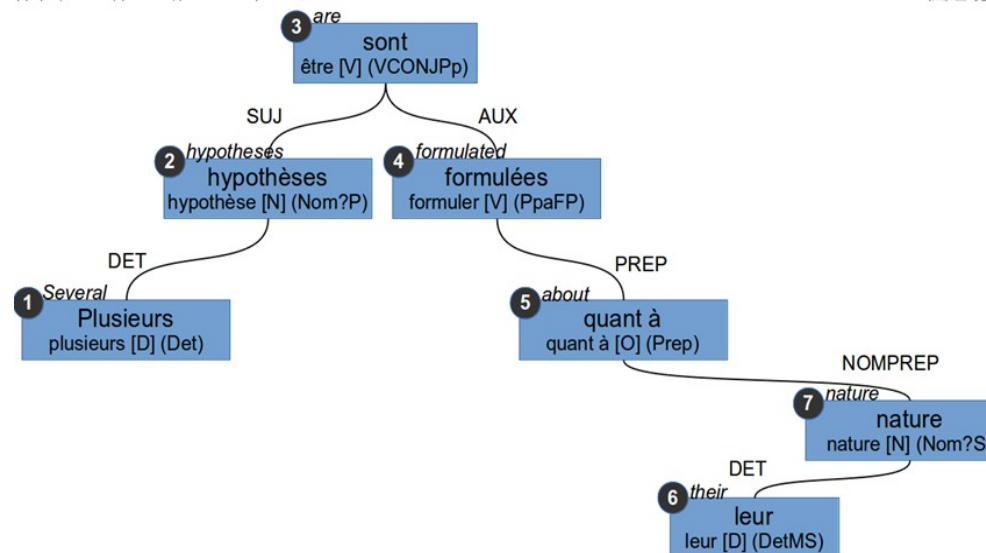 3 are
sont
être [V] (VCONJPp)
SUJ
AUX
2 hypotheses
hypothèses
hypothèse [N] (Nom?P)
4 formulated
formulées
formuler [V] (PpaFP)
DET
PREP
1 Several
Plusieurs
plusieurs [D] (Det)
5 about
quant à
quant à [O] (Prep)
NOMPREP
7 nature
nature
nature [N] (Nom?S
DET
6 their
leur
leur [D] (DetMS)